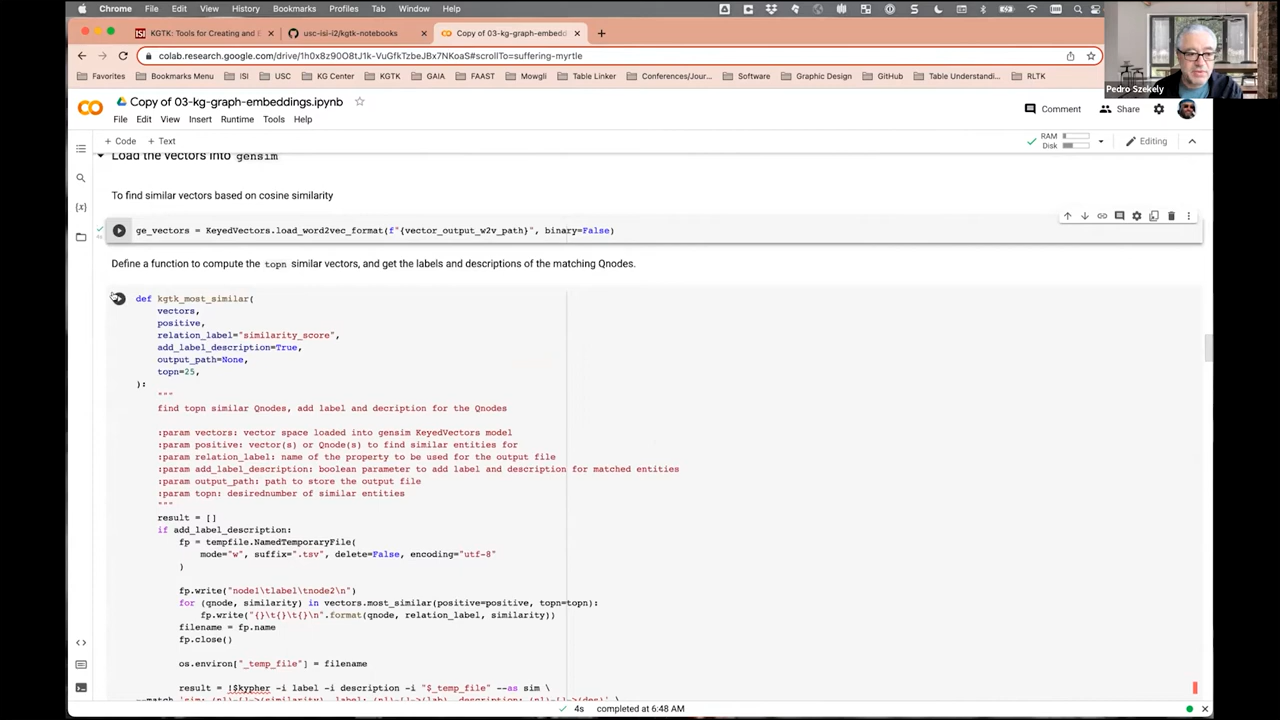 Chrome File Edit View History Bookmarks Profiles Tab Window Help
KGTK: Tools for Creating and E
usc-isi-i2/kgtk-notebooks
Copy of 03-kg-graph-embedd
colab.research.google.com/drive/1h0x8z90O8tJ1k-VuGfkTzebeJBx7NKoaS#scrollTo=suffering-myrtle
Favorites Bookmarks Menu ISI USC KG Center KGTK GAIA FAAST Mowgli Table Linker Conferences/Jour... Software Graphic Design GitHub Table Understandi... RLTK
Pedro Szekely
Copy of 03-kg-graph-embeddings.ipynb
Comment Share
File Edit View Insert Runtime Tools Help
+ Code + Text
RAM
Disk
Editing
Load the vectors into gensim
To find similar vectors based on cosine similarity
ge_vectors = KeyedVectors.load_word2vec_format(f"{vector_output_w2v_path}", binary=False)
4s
Define a function to compute the topn similar vectors, and get the labels and descriptions of the matching Qnodes.
def kgtk_most_similar(
vectors,
positive,
relation_label="similarity_score",
add_label_description=True,
output_path=None,
topn=25,
):
"""
find topn similar Qnodes, add label and decription for the Qnodes
:param vectors: vector space loaded into gensim KeyedVectors model
:param positive: vector(s) or Qnode(s) to find similar entities for
:param relation_label: name of the property to be used for the output file
:param add_label_description: boolean parameter to add label and description for matched entities
:param output_path: path to store the output file
:param topn: desirednumber of similar entities
"""
result = []
if add_label_description:
fp = tempfile.NamedTemporaryFile(
mode="w", suffix=".tsv", delete=False, encoding="utf-8"
)
fp.write("node1\tlabel\tnode2\n")
for (qnode, similarity) in vectors.most_similar(positive=positive, topn=topn):
fp.write("{}\t{}\t{}\n".format(qnode, relation_label, similarity))
filename = fp.name
fp.close()
os.environ["_temp_file"] = filename
result = !$kypher -i label -i description -i "$_temp_file" --as sim \
4s completed at 6:48 AM